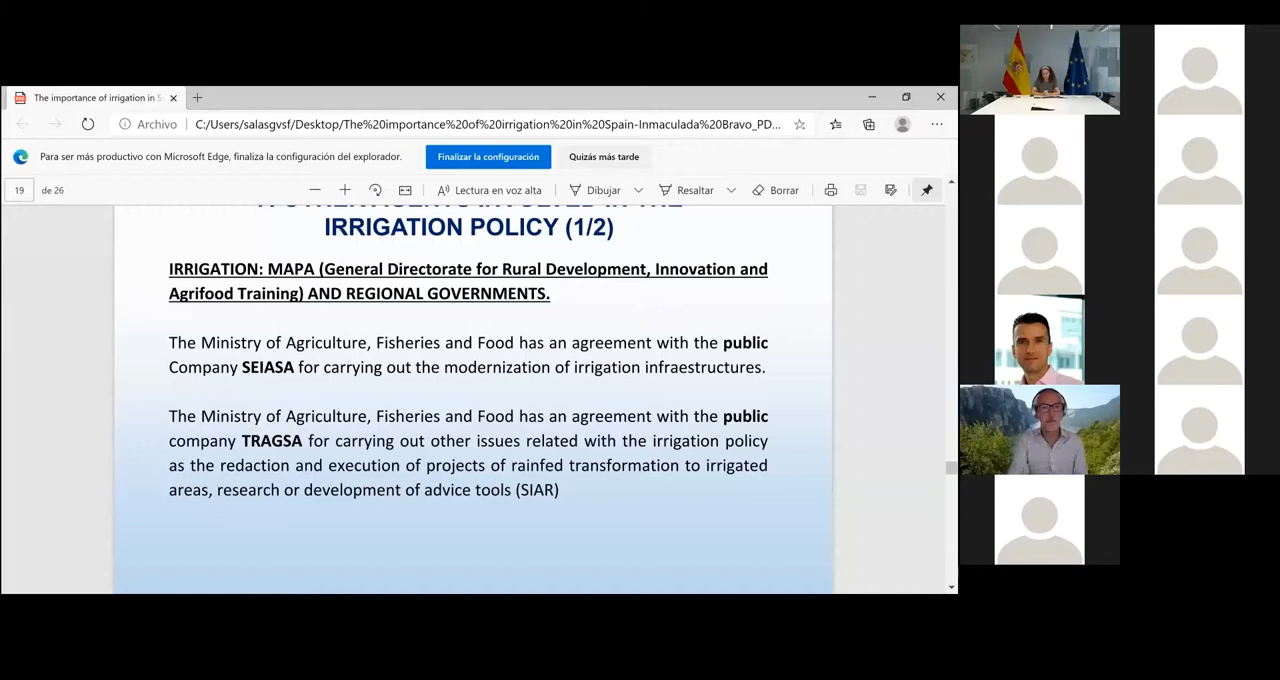 The importance of irrigation in S
Archivo
C:/Users/salasgvsf/Desktop/The%20importance%20of%20irrigation%20in%20Spain-Inmaculada%20Bravo_PD...
Para ser más productivo con Microsoft Edge, finaliza la configuración del explorador.
Finalizar la configuración
Quizás más tarde
19 de 26
Lectura en voz alta
Dibujar
Resaltar
Borrar
IRRIGATION POLICY (1/2)
IRRIGATION: MAPA (General Directorate for Rural Development, Innovation and
Agrifood Training) AND REGIONAL GOVERNMENTS.
The Ministry of Agriculture, Fisheries and Food has an agreement with the public
Company SEIASA for carrying out the modernization of irrigation infraestructures.
The Ministry of Agriculture, Fisheries and Food has an agreement with the public
company TRAGSA for carrying out other issues related with the irrigation policy
as the redaction and execution of projects of rainfed transformation to irrigated
areas, research or development of advice tools (SIAR)